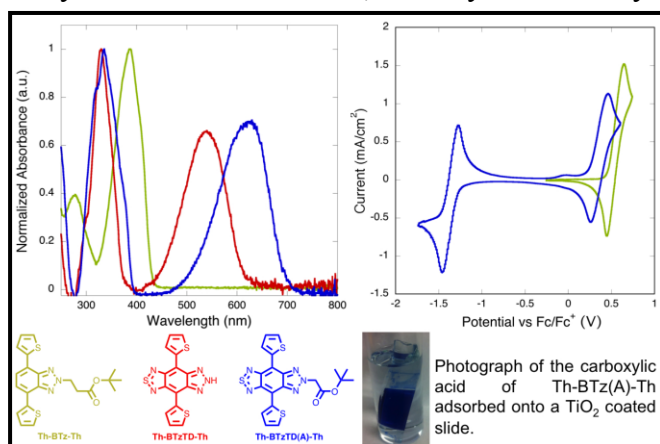 Normalized Absorbance (a.u.)
1
0.8
0.6
0.4
0.2
0
300 400 500 600 700 800
Wavelength (nm)
Current (mA/cm²)
2
1.5
1
0.5
0
-0.5
-1
-1.5
-2 -1.5 -1 -0.5 0 0.5 1
Potential vs Fc/Fc⁺ (V)
Th-BTz-Th
Th-BTzTD-Th
Th-BTzTD(A)-Th
Photograph of the carboxylic
acid of Th-BTz(A)-Th
adsorbed onto a TiO₂ coated
slide.